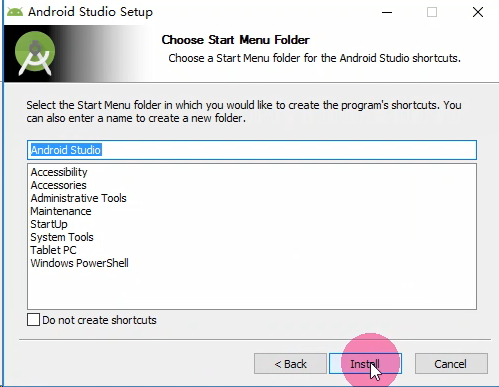 Android Studio Setup
Choose Start Menu Folder
Choose a Start Menu folder for the Android Studio shortcuts.
Select the Start Menu folder in which you would like to create the program's shortcuts. You
can also enter a name to create a new folder.
Android Studio
Accessibility
Accessories
Administrative Tools
Maintenance
StartUp
System Tools
Tablet PC
Windows PowerShell
Do not create shortcuts
< Back
Install
Cancel